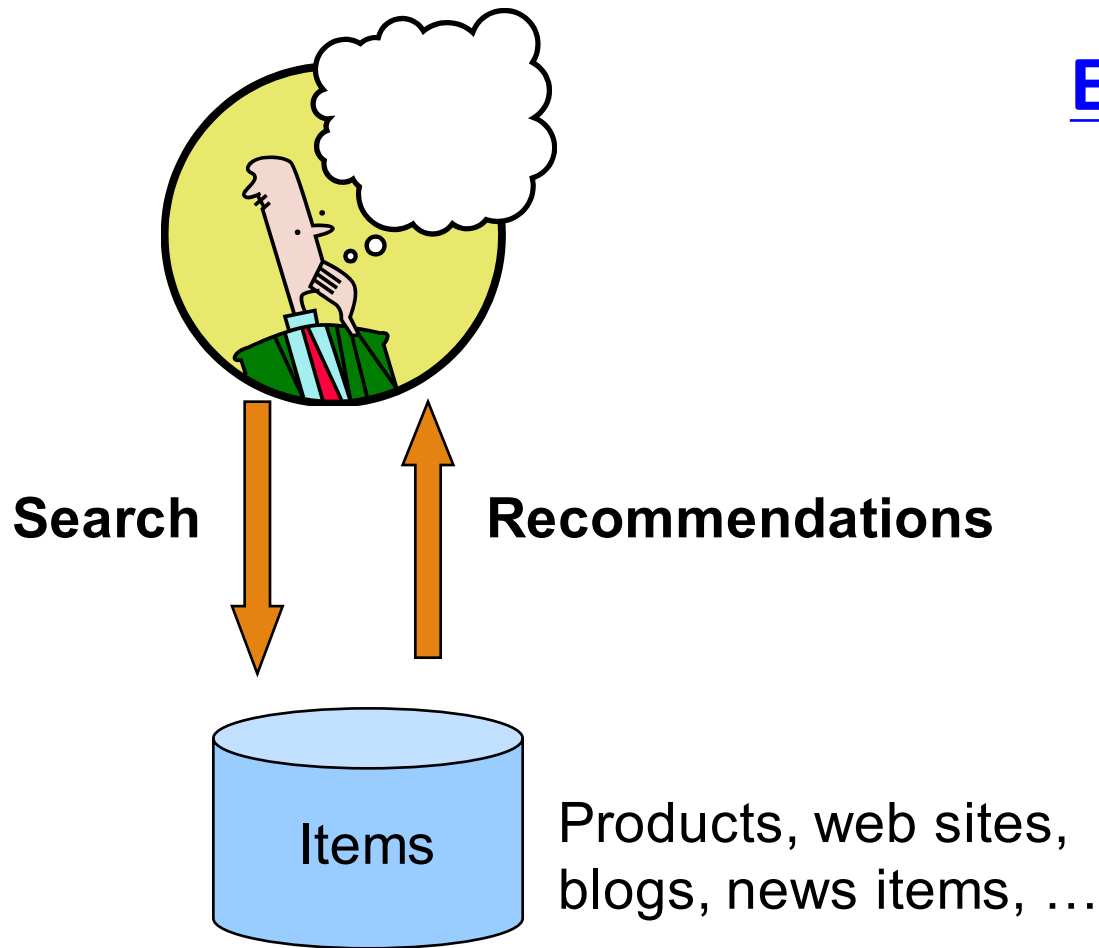 Search
Recommendations
Items
Products, web sites,
blogs, news items, …